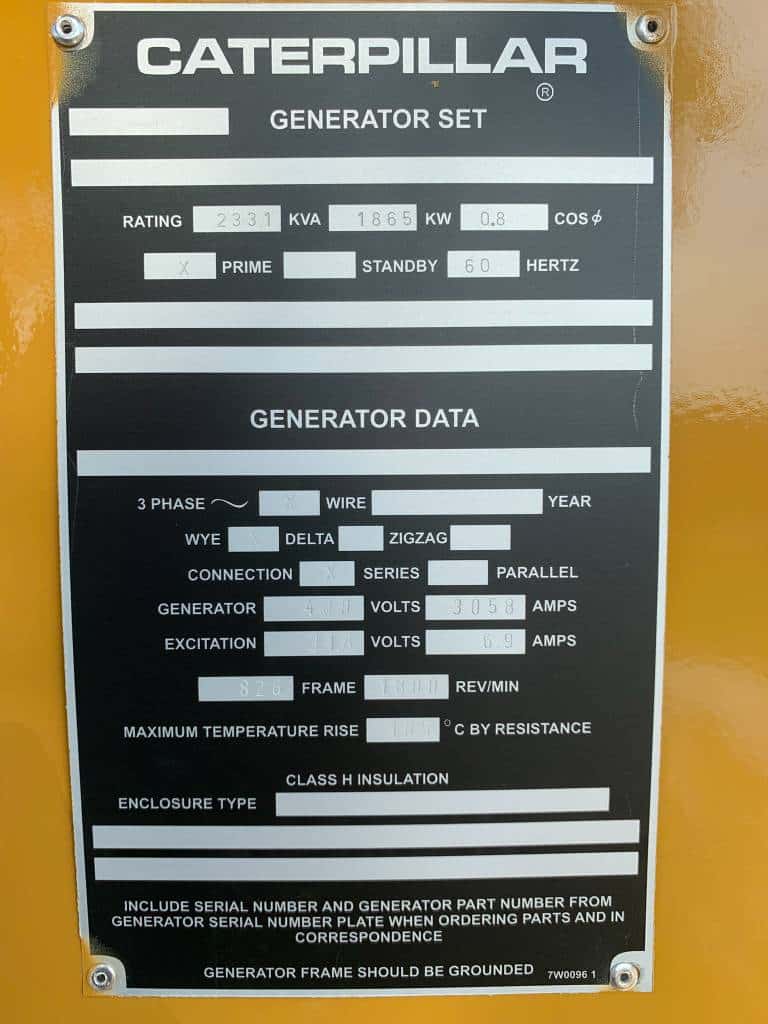 CATERPILLAR
®
GENERATOR SET
RATING 2331 KVA 1865 KW 0.8 COS ϕ
X PRIME STANDBY 60 HERTZ
GENERATOR DATA
3 PHASE ~ X WIRE YEAR
WYE X DELTA ZIGZAG
CONNECTION X SERIES PARALLEL
GENERATOR VOLTS 3058 AMPS
EXCITATION VOLTS 6.9 AMPS
826 FRAME 1800 REV/MIN
MAXIMUM TEMPERATURE RISE °C BY RESISTANCE
CLASS H INSULATION
ENCLOSURE TYPE
INCLUDE SERIAL NUMBER AND GENERATOR PART NUMBER FROM
GENERATOR SERIAL NUMBER PLATE WHEN ORDERING PARTS AND IN
CORRESPONDENCE
GENERATOR FRAME SHOULD BE GROUNDED 7W0096 1